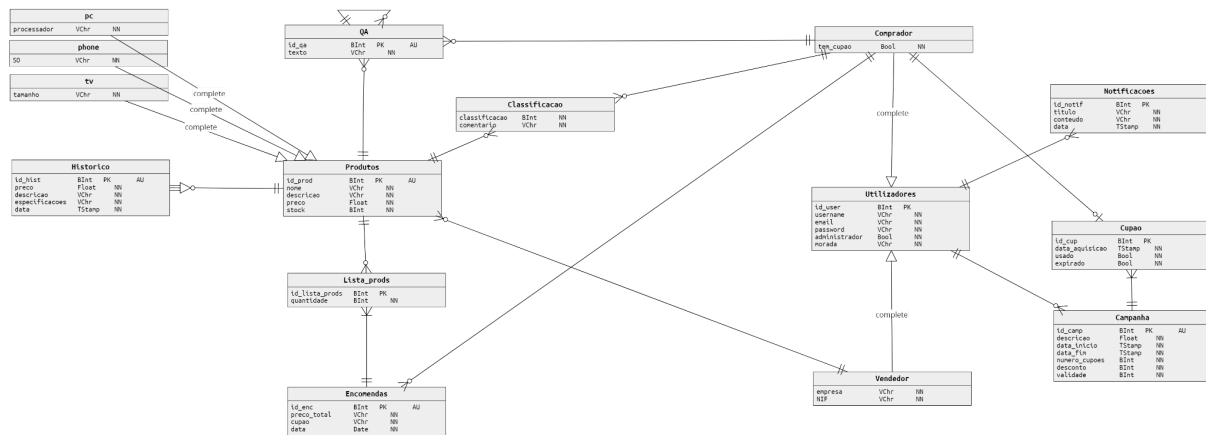 pc
processador VChr NN
phone
SO VChr NN
tv
tamanho VChr NN
complete
complete
complete
QA
id_qa BInt PK AU
texto VChr NN
Comprador
tem_cupao Bool NN
Classificacao
classificacao BInt NN
comentario VChr NN
complete
Notificacoes
id_notif BInt PK
titulo VChr NN
conteudo VChr NN
data TStamp NN
Historico
id_hist BInt PK AU
preco Float NN
descricao VChr NN
especificacoes VChr NN
data TStamp NN
Produtos
id_prod BInt PK AU
nome VChr NN
descricao VChr NN
preco Float NN
stock BInt NN
Utilizadores
id_user BInt PK
username VChr NN
email VChr NN
password VChr NN
administrador Bool NN
morada VChr NN
Cupao
id_cup BInt PK
data_aquisicao TStamp NN
usado Bool NN
expirado Bool NN
Lista_prods
id_lista_prods BInt PK
quantidade BInt NN
complete
Campanha
id_camp BInt PK AU
descricao Float NN
data_inicio TStamp NN
data_fim TStamp NN
numero_cupoes BInt NN
desconto BInt NN
validade BInt NN
Encomendas
id_enc BInt PK AU
preco_total VChr NN
cupao VChr NN
data Date NN
Vendedor
empresa VChr NN
NIF VChr NN